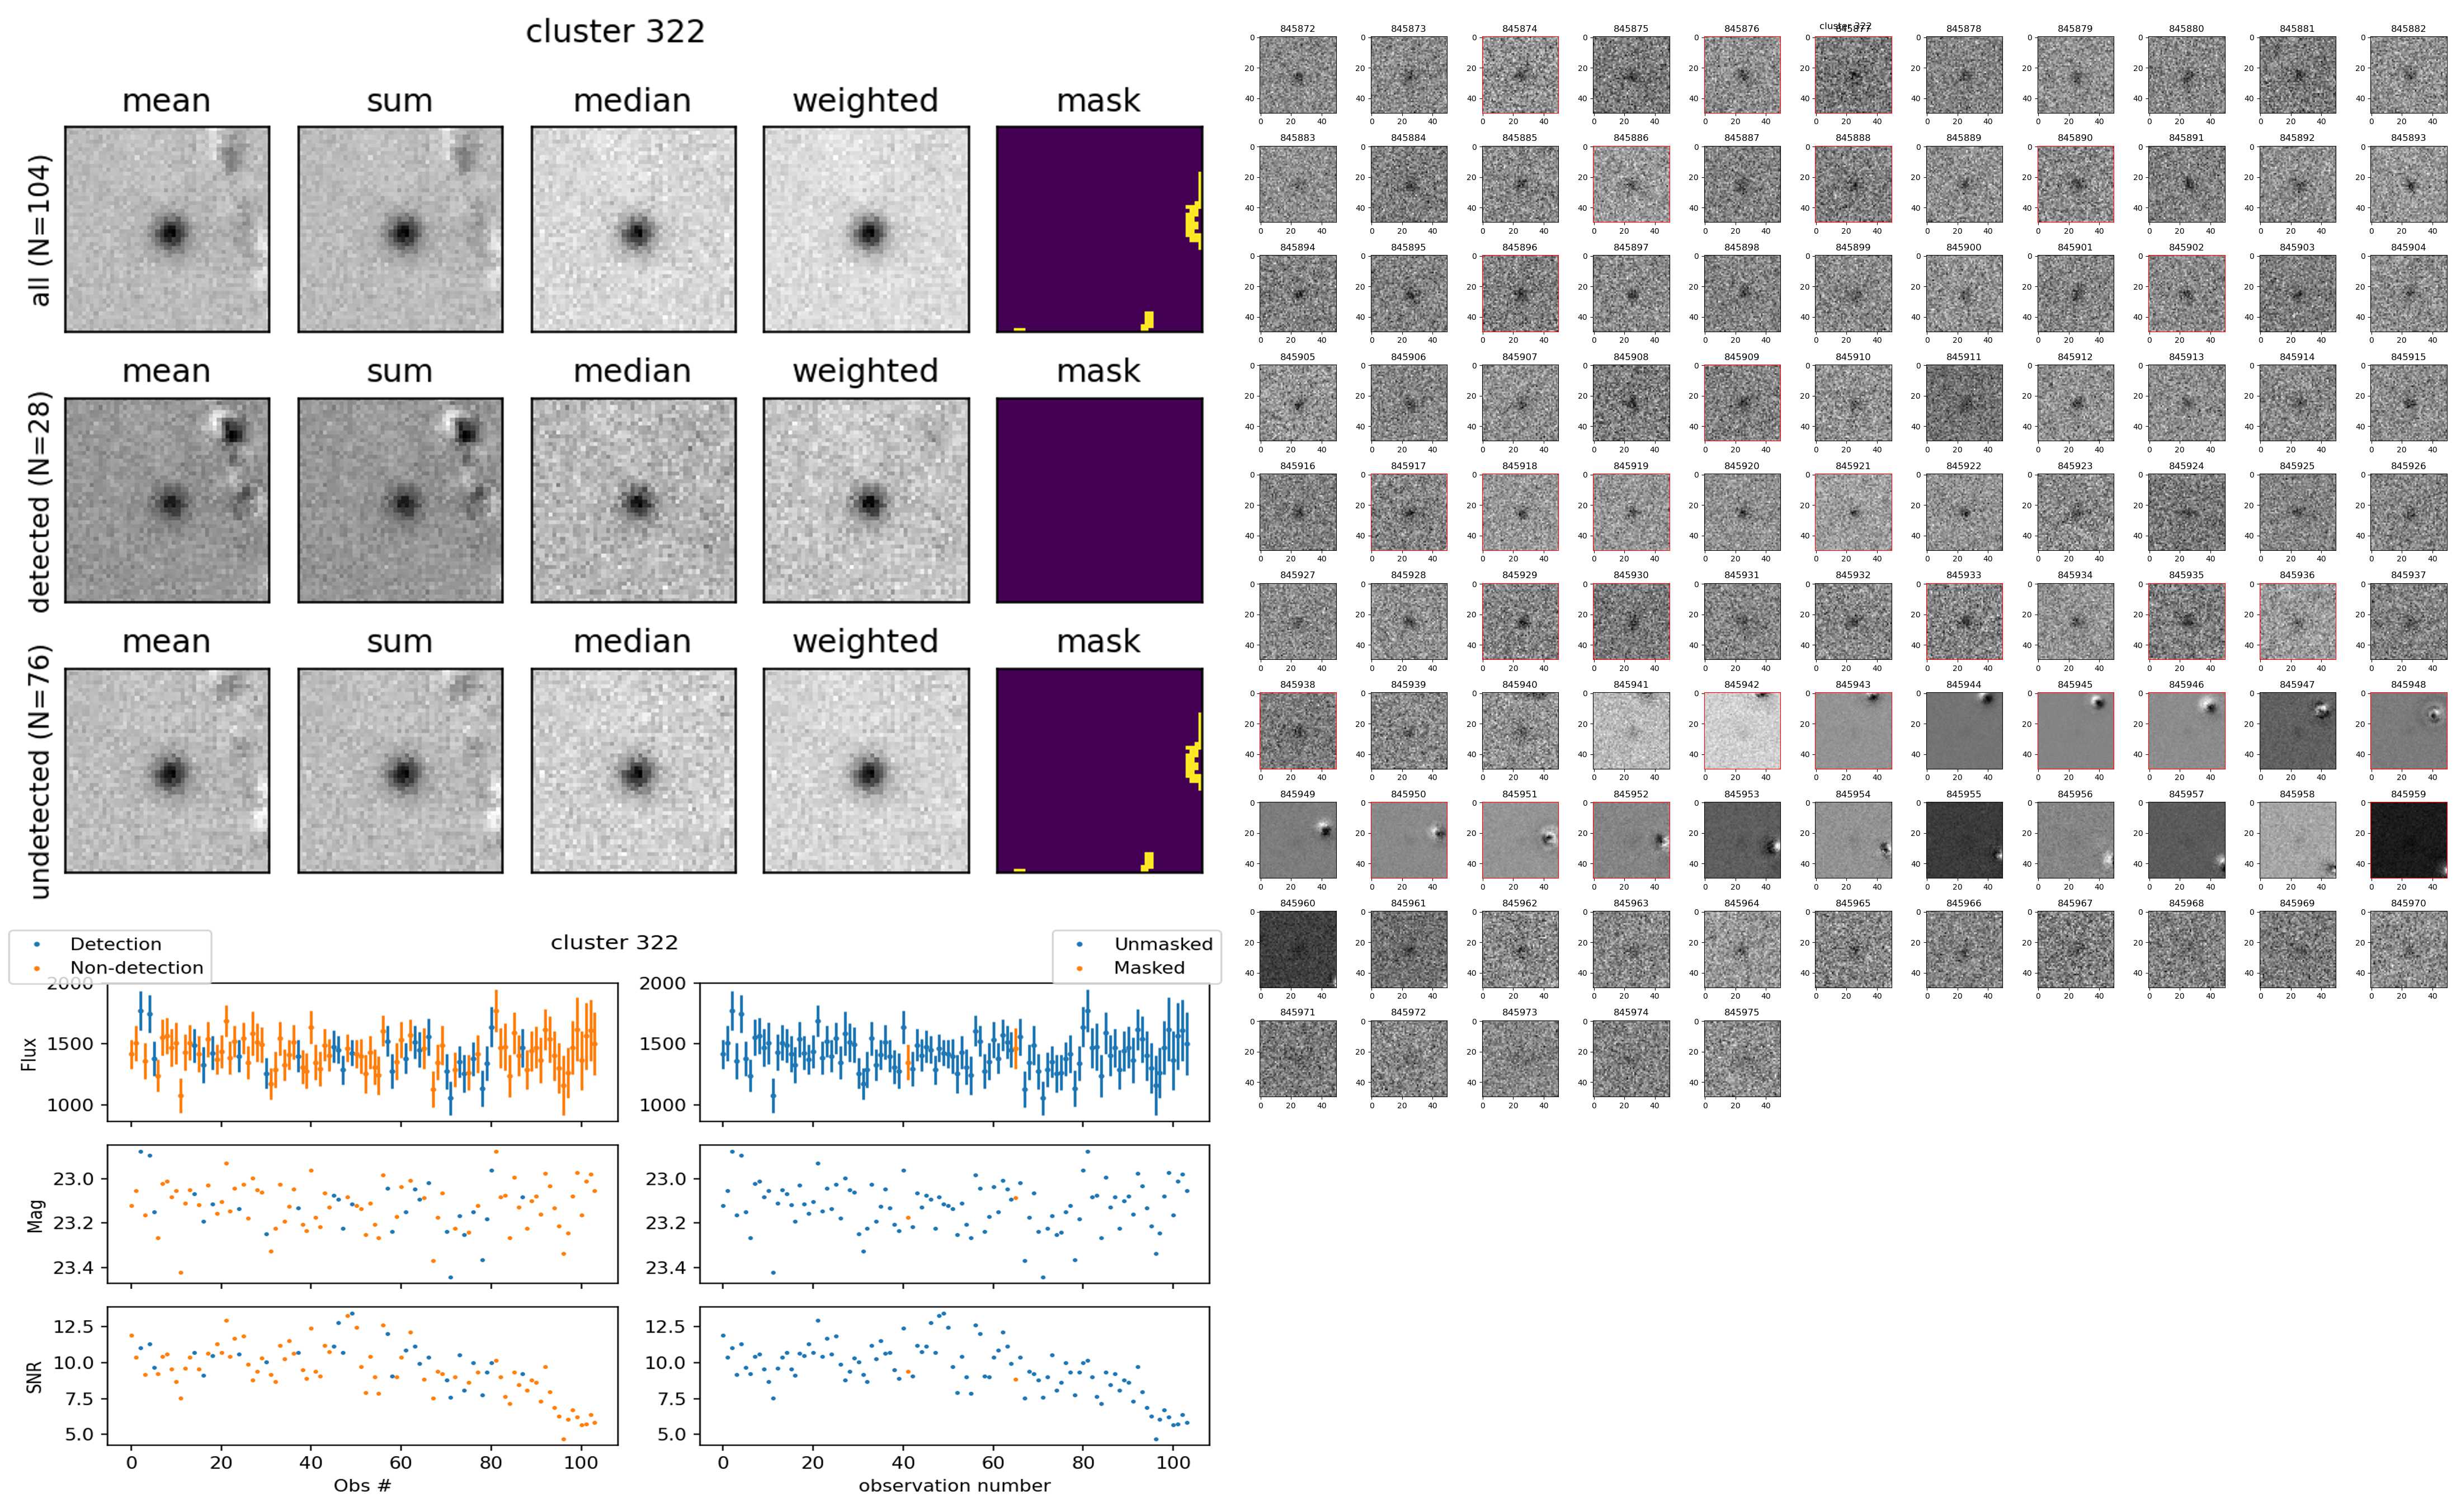 cluster 322
mean sum median weighted mask
all (N=104)
mean sum median weighted mask
detected (N=28)
mean sum median weighted mask
undetected (N=76)
cluster 322
Detection
Non-detection
Unmasked
Masked
2000
1500
1000
Flux
2000
1500
1000
23.0
23.2
23.4
Mag
23.0
23.2
23.4
12.5
10.0
7.5
5.0
SNR
0 20 40 60 80 100
Obs #
12.5
10.0
7.5
5.0
0 20 40 60 80 100
observation number
cluster 322
845872 845873 845874 845875 845876 845877 845878 845879 845880 845881 845882
845883 845884 845885 845886 845887 845888 845889 845890 845891 845892 845893
845894 845895 845896 845897 845898 845899 845900 845901 845902 845903 845904
845905 845906 845907 845908 845909 845910 845911 845912 845913 845914 845915
845916 845917 845918 845919 845920 845921 845922 845923 845924 845925 845926
845927 845928 845929 845930 845931 845932 845933 845934 845935 845936 845937
845938 845939 845940 845941 845942 845943 845944 845945 845946 845947 845948
845949 845950 845951 845952 845953 845954 845955 845956 845957 845958 845959
845960 845961 845962 845963 845964 845965 845966 845967 845968 845969 845970
845971 845972 845973 845974 845975